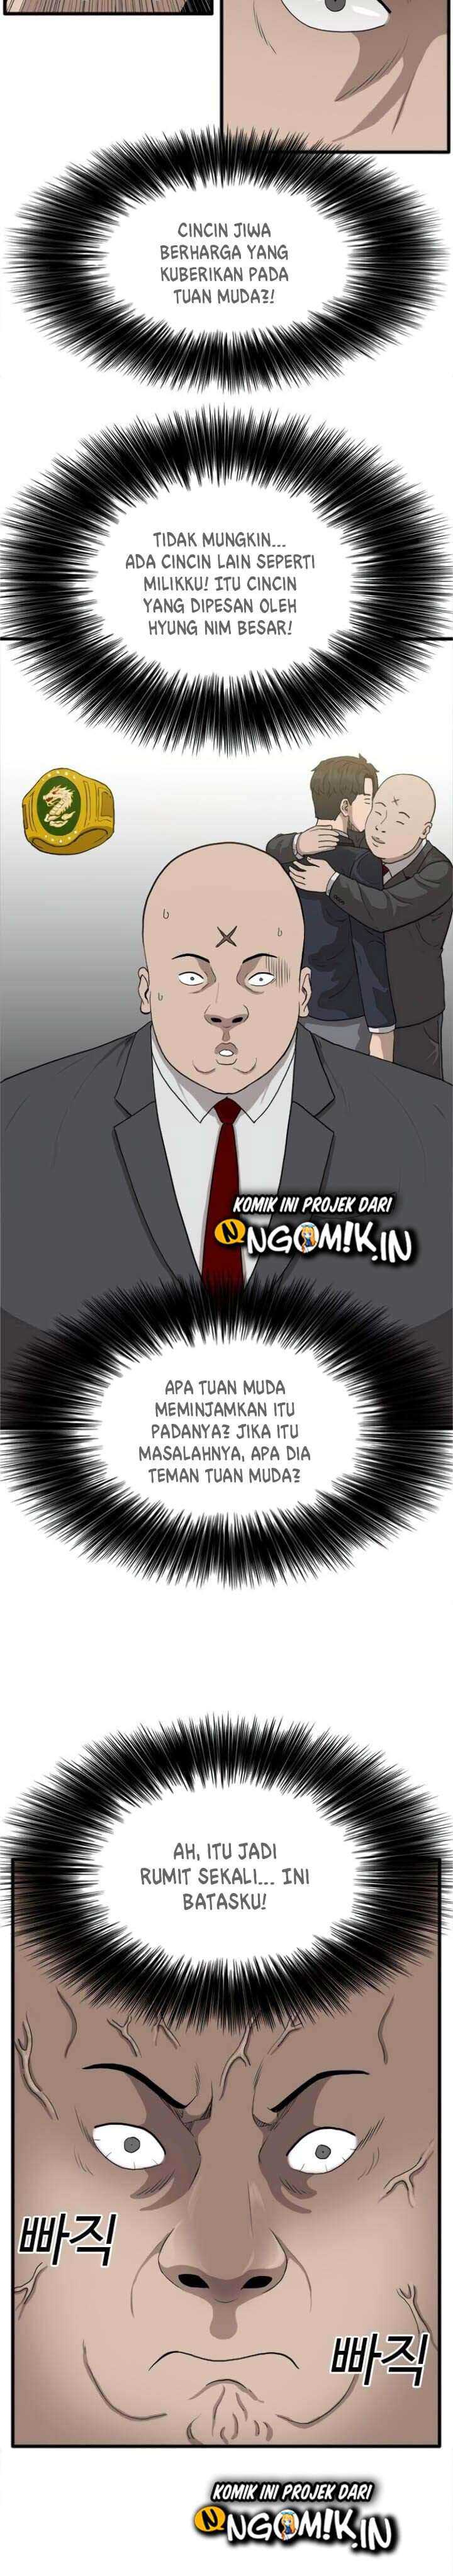 CINCIN JIWA
BERHARGA YANG
KUBERIKAN PADA
TUAN MUDA?!
TIDAK MUNGKIN...
ADA CINCIN LAIN SEPERTI
MILIKKU! ITU CINCIN
YANG DIPESAN OLEH
HYUNG NIM BESAR!
KOMIK INI PROJEK DARI
N NGOM!K.IN
APA TUAN MUDA
MEMINJAMKAN ITU
PADANYA? JIKA ITU
MASALAHNYA, APA DIA
TEMAN TUAN MUDA?
AH, ITU JADI
RUMIT SEKALI... INI
BATASKU!
빠직
빠직
KOMIK INI PROJEK DARI
N NGOM!K.IN